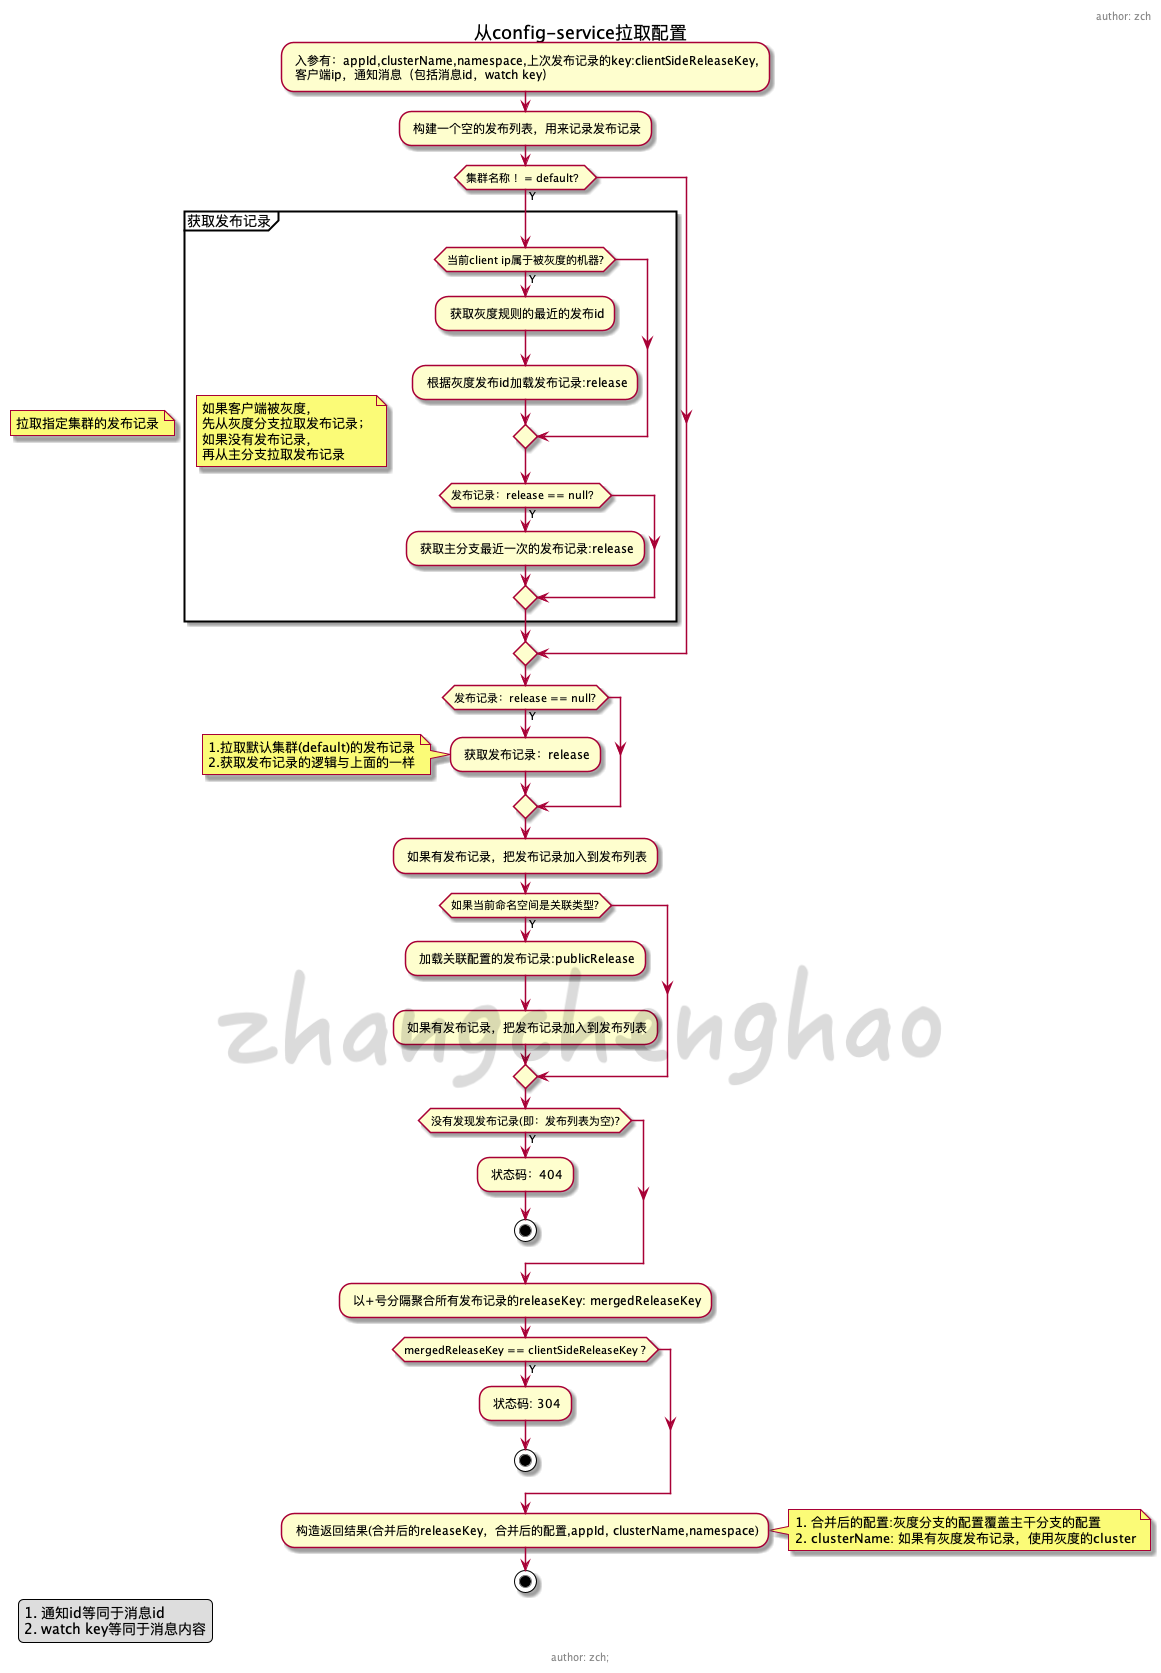 author: zch
从config-service拉取配置
入参有：appId,clusterName,namespace,上次发布记录的key:clientSideReleaseKey,
客户端ip，通知消息（包括消息id，watch key）
构建一个空的发布列表，用来记录发布记录
集群名称！= default?
Y
获取发布记录
当前client ip属于被灰度的机器?
Y
获取灰度规则的最近的发布id
根据灰度发布id加载发布记录:release
拉取指定集群的发布记录
如果客户端被灰度，
先从灰度分支拉取发布记录；
如果没有发布记录，
再从主分支拉取发布记录
发布记录：release == null?
Y
获取主分支最近一次的发布记录:release
发布记录：release == null?
Y
1.拉取默认集群(default)的发布记录
2.获取发布记录的逻辑与上面的一样
获取发布记录：release
如果有发布记录，把发布记录加入到发布列表
如果当前命名空间是关联类型?
Y
加载关联配置的发布记录:publicRelease
如果有发布记录，把发布记录加入到发布列表
zhangchenghao
没有发现发布记录(即：发布列表为空)?
Y
状态码：404
以+号分隔聚合所有发布记录的releaseKey: mergedReleaseKey
mergedReleaseKey == clientSideReleaseKey ?
Y
状态码: 304
构造返回结果(合并后的releaseKey，合并后的配置,appId, clusterName,namespace)
1. 合并后的配置:灰度分支的配置覆盖主干分支的配置
2. clusterName: 如果有灰度发布记录，使用灰度的cluster
1. 通知id等同于消息id
2. watch key等同于消息内容
author: zch;